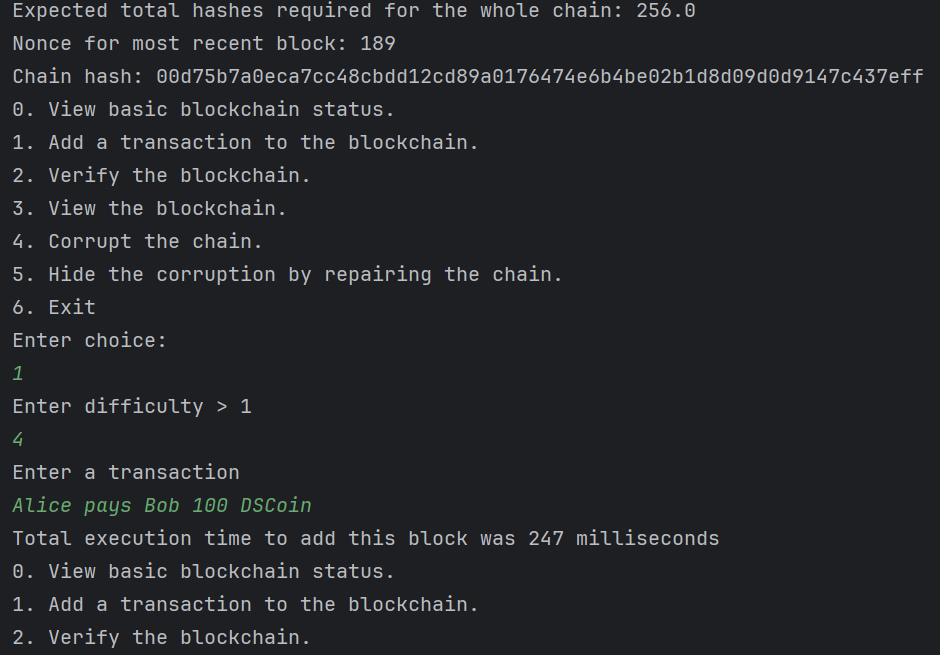 Expected total hashes required for the whole chain: 256.0
Nonce for most recent block: 189
Chain hash: 00d75b7a0eca7cc48cbdd12cd89a0176474e6b4be02b1d8d09d0d9147c437eff
0. View basic blockchain status.
1. Add a transaction to the blockchain.
2. Verify the blockchain.
3. View the blockchain.
4. Corrupt the chain.
5. Hide the corruption by repairing the chain.
6. Exit
Enter choice:
1
Enter difficulty > 1
4
Enter a transaction
Alice pays Bob 100 DSCoin
Total execution time to add this block was 247 milliseconds
0. View basic blockchain status.
1. Add a transaction to the blockchain.
2. Verify the blockchain.